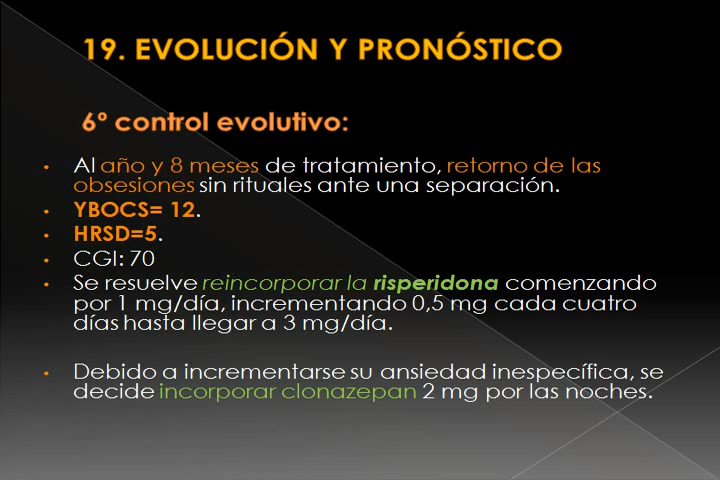 19. EVOLUCIÓN Y PRONÓSTICO
6º control evolutivo:
• Al año y 8 meses de tratamiento, retorno de las
obsesiones sin rituales ante una separación.
• YBOCS= 12.
• HRSD=5.
• CGI: 70
• Se resuelve reincorporar la risperidona comenzando
por 1 mg/día, incrementando 0,5 mg cada cuatro
días hasta llegar a 3 mg/día.
• Debido a incrementarse su ansiedad inespecífica, se
decide incorporar clonazepan 2 mg por las noches.